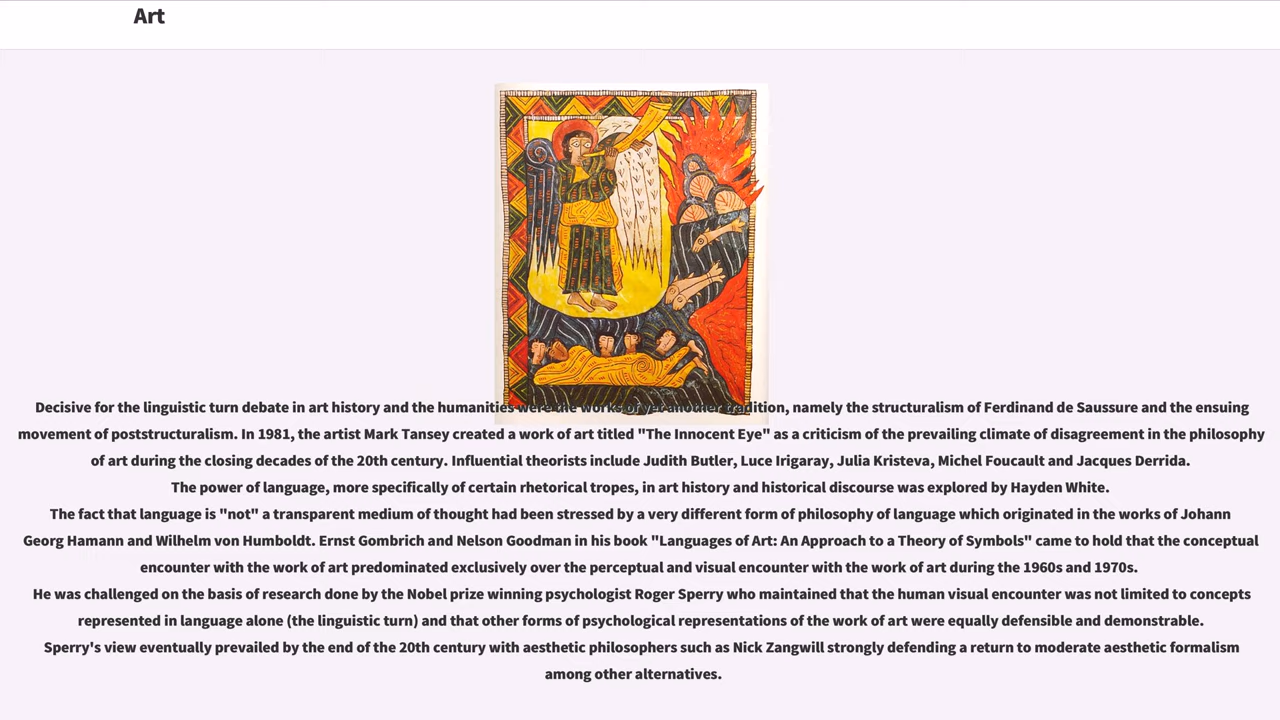 Art
Decisive for the linguistic turn debate in art history and the humanities were the works of yet another tradition, namely the structuralism of Ferdinand de Saussure and the ensuing
movement of poststructuralism. In 1981, the artist Mark Tansey created a work of art titled "The Innocent Eye" as a criticism of the prevailing climate of disagreement in the philosophy
of art during the closing decades of the 20th century. Influential theorists include Judith Butler, Luce Irigaray, Julia Kristeva, Michel Foucault and Jacques Derrida.
The power of language, more specifically of certain rhetorical tropes, in art history and historical discourse was explored by Hayden White.
The fact that language is "not" a transparent medium of thought had been stressed by a very different form of philosophy of language which originated in the works of Johann
Georg Hamann and Wilhelm von Humboldt. Ernst Gombrich and Nelson Goodman in his book "Languages of Art: An Approach to a Theory of Symbols" came to hold that the conceptual
encounter with the work of art predominated exclusively over the perceptual and visual encounter with the work of art during the 1960s and 1970s.
He was challenged on the basis of research done by the Nobel prize winning psychologist Roger Sperry who maintained that the human visual encounter was not limited to concepts
represented in language alone (the linguistic turn) and that other forms of psychological representations of the work of art were equally defensible and demonstrable.
Sperry's view eventually prevailed by the end of the 20th century with aesthetic philosophers such as Nick Zangwill strongly defending a return to moderate aesthetic formalism
among other alternatives.